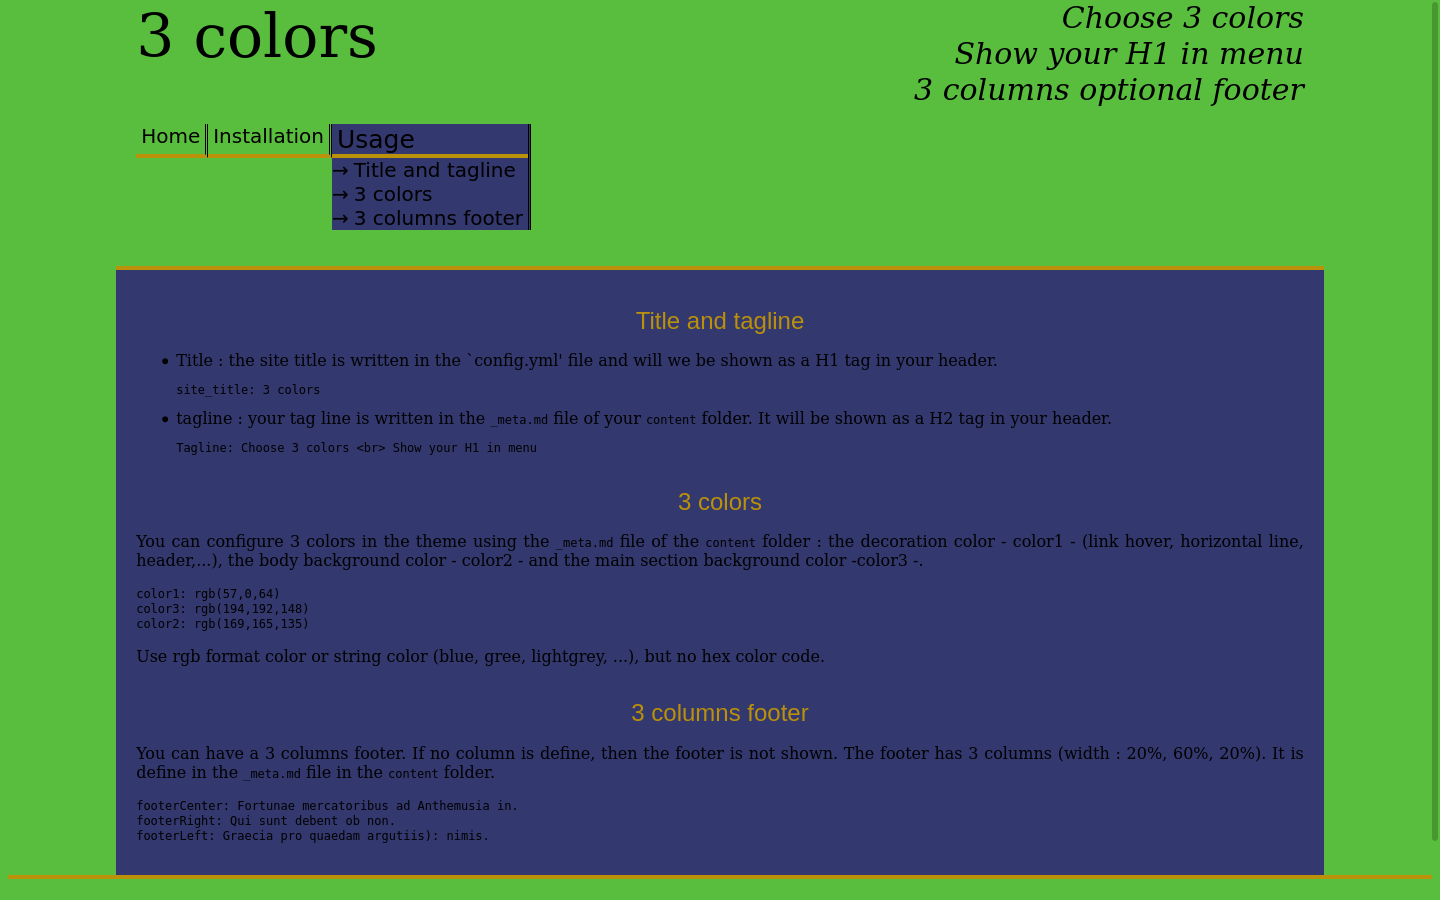 3 colors
Choose 3 colors
Show your H1 in menu
3 columns optional footer
Home
Installation
Usage
→ Title and tagline
→ 3 colors
→ 3 columns footer
Title and tagline
• Title : the site title is written in the `config.yml' file and will we be shown as a H1 tag in your header.
site_title: 3 colors
• tagline : your tag line is written in the _meta.md file of your content folder. It will be shown as a H2 tag in your header.
Tagline: Choose 3 colors <br> Show your H1 in menu
3 colors
You can configure 3 colors in the theme using the _meta.md file of the content folder : the decoration color - color1 - (link hover, horizontal line,
header,...), the body background color - color2 - and the main section background color -color3 -.
color1: rgb(57,0,64)
color3: rgb(194,192,148)
color2: rgb(169,165,135)
Use rgb format color or string color (blue, gree, lightgrey, ...), but no hex color code.
3 columns footer
You can have a 3 columns footer. If no column is define, then the footer is not shown. The footer has 3 columns (width : 20%, 60%, 20%). It is
define in the _meta.md file in the content folder.
footerCenter: Fortunae mercatoribus ad Anthemusia in.
footerRight: Qui sunt debent ob non.
footerLeft: Graecia pro quaedam argutiis): nimis.